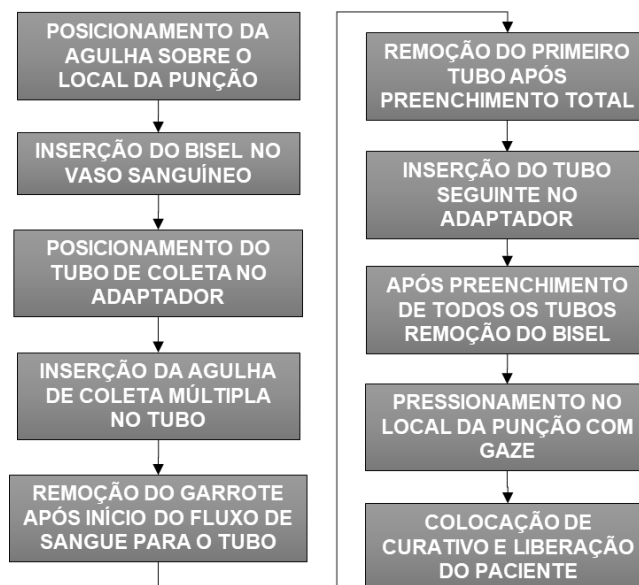 POSICIONAMENTO DA
AGULHA SOBRE O
LOCAL DA PUNÇÃO
INSERÇÃO DO BISEL NO
VASO SANGUÍNEO
POSICIONAMENTO DO
TUBO DE COLETA NO
ADAPTADOR
INSERÇÃO DA AGULHA
DE COLETA MÚLTIPLA
NO TUBO
REMOÇÃO DO GARROTE
APÓS INÍCIO DO FLUXO DE
SANGUE PARA O TUBO
REMOÇÃO DO PRIMEIRO
TUBO APÓS
PREENCHIMENTO TOTAL
INSERÇÃO DO TUBO
SEGUINTE NO
ADAPTADOR
APÓS PREENCHIMENTO
DE TODOS OS TUBOS
REMOÇÃO DO BISEL
PRESSIONAMENTO NO
LOCAL DA PUNÇÃO COM
GAZE
COLOCAÇÃO DE
CURATIVO E LIBERAÇÃO
DO PACIENTE